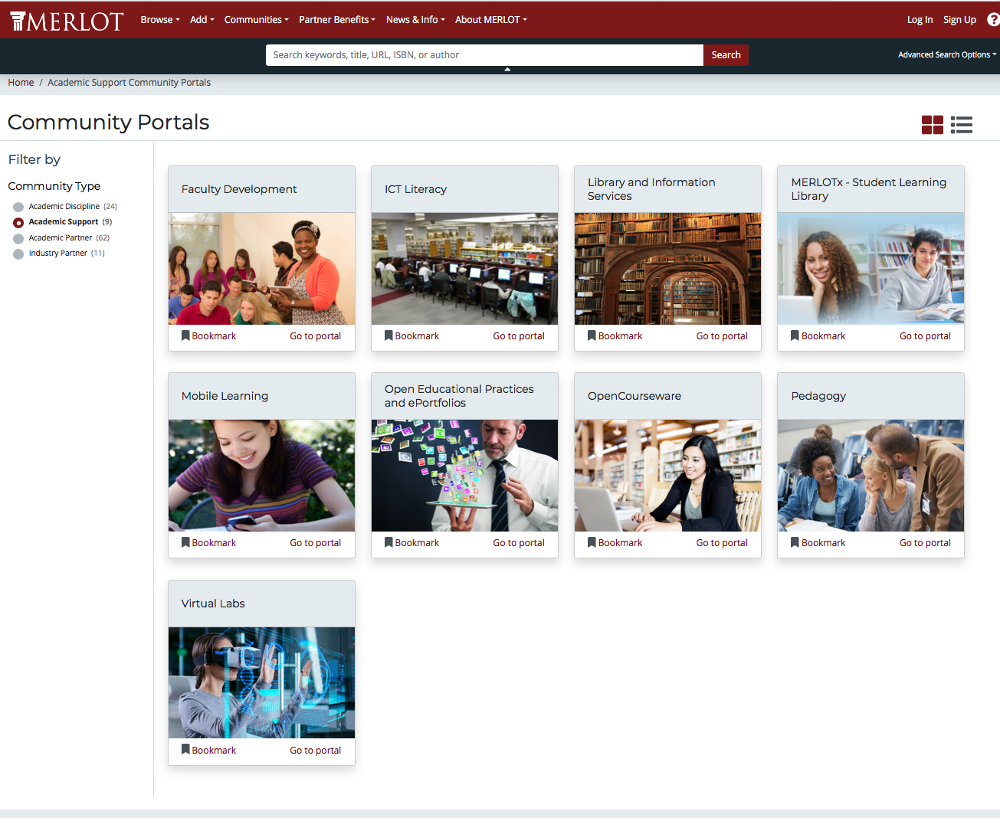 MERLOT Browse Add Communities Partner Benefits News & Info About MERLOT Log In Sign Up ?
Search keywords, title, URL, ISBN, or author Search Advanced Search Options
Home / Academic Support Community Portals
Community Portals
Filter by
Community Type
Academic Discipline (24)
Academic Support (9)
Academic Partner (62)
Industry Partner (11)
Faculty Development
Bookmark Go to portal
ICT Literacy
Bookmark Go to portal
Library and Information
Services
Bookmark Go to portal
MERLOTx - Student Learning
Library
Bookmark Go to portal
Mobile Learning
Bookmark Go to portal
Open Educational Practices
and ePortfolios
Bookmark Go to portal
OpenCourseware
Bookmark Go to portal
Pedagogy
Bookmark Go to portal
Virtual Labs
Bookmark Go to portal